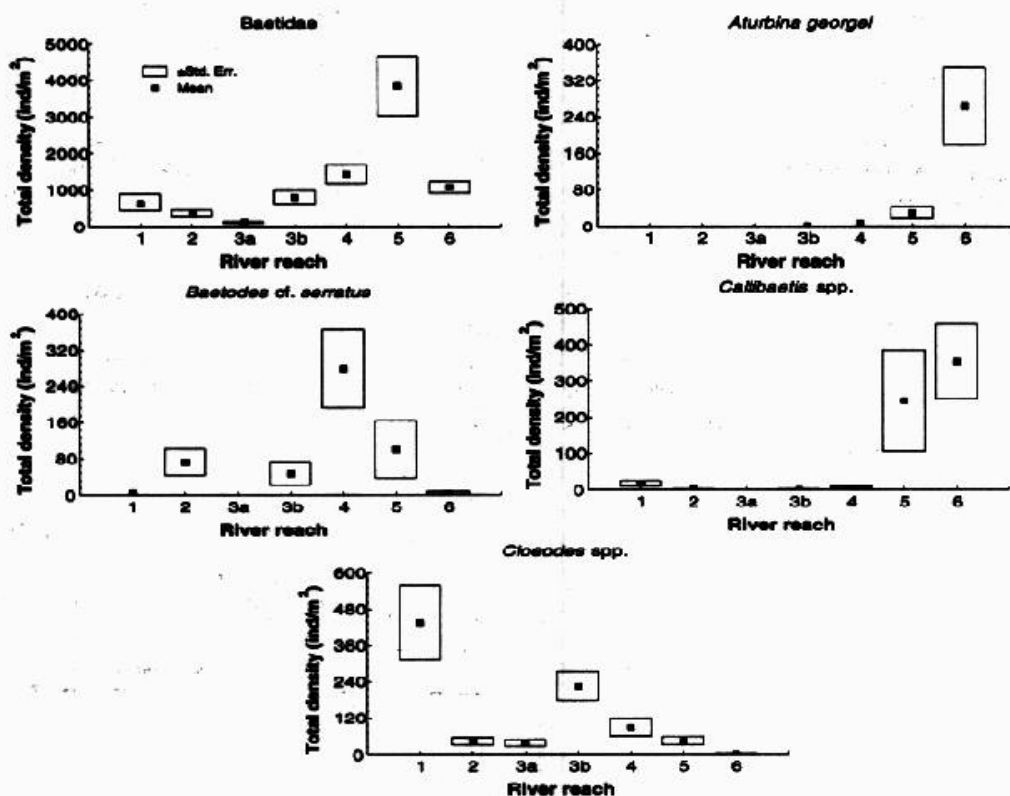 Baetidae
Total density (ind/m²)
5000
4000
3000
2000
1000
0
±Std. Err.
Mean
1 2 3a 3b 4 5 6
River reach
Aturbina georgei
Total density (ind/m²)
400
320
240
160
80
0
1 2 3a 3b 4 5 6
River reach
Baetodes cf. serratus
Total density (ind/m²)
400
320
240
160
80
0
1 2 3a 3b 4 5 6
River reach
Callibaetis spp.
Total density (ind/m²)
500
400
300
200
100
0
1 2 3a 3b 4 5 6
River reach
Cloeodes spp.
Total density (ind/m²)
600
480
360
240
120
0
1 2 3a 3b 4 5 6
River reach